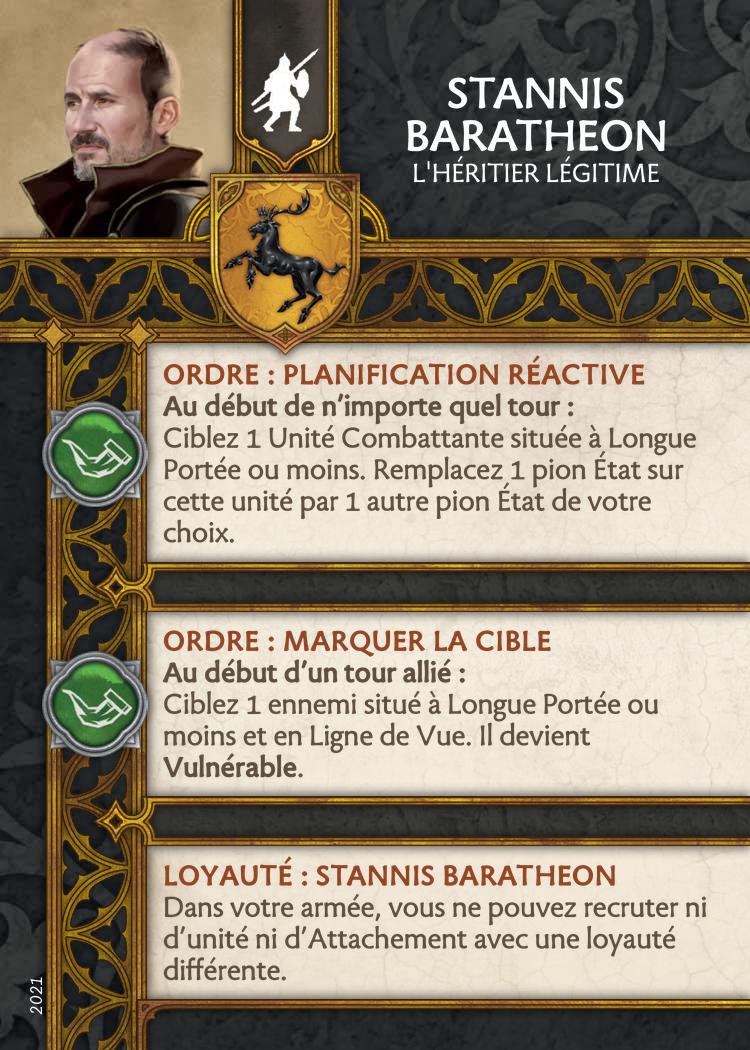 STANNIS
BARATHEON
L'HÉRITIER LÉGITIME
ORDRE : PLANIFICATION RÉACTIVE
Au début de n’importe quel tour :
Ciblez 1 Unité Combattante située à Longue
Portée ou moins. Remplacez 1 pion État sur
cette unité par 1 autre pion État de votre
choix.
ORDRE : MARQUER LA CIBLE
Au début d’un tour allié :
Ciblez 1 ennemi situé à Longue Portée ou
moins et en Ligne de Vue. Il devient
Vulnérable.
LOYAUTÉ : STANNIS BARATHEON
Dans votre armée, vous ne pouvez recruter ni
d’unité ni d’Attachement avec une loyauté
différente.
2021